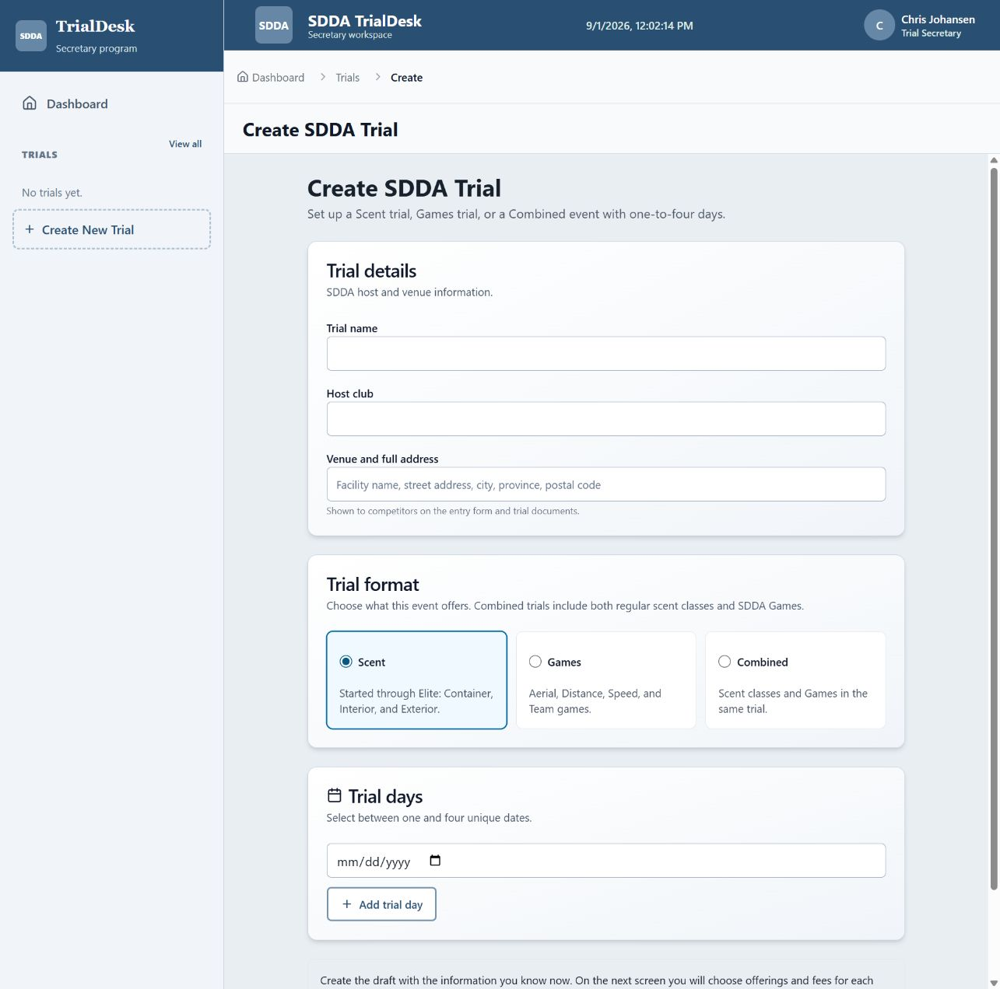 SDDA
TrialDesk
Secretary program
Dashboard
View all
TRIALS
No trials yet.
+ Create New Trial
SDDA
SDDA TrialDesk
Secretary workspace
9/1/2026, 12:02:14 PM
C
Chris Johansen
Trial Secretary
Dashboard > Trials > Create
Create SDDA Trial
Create SDDA Trial
Set up a Scent trial, Games trial, or a Combined event with one-to-four days.
Trial details
SDDA host and venue information.
Trial name
Host club
Venue and full address
Facility name, street address, city, province, postal code
Shown to competitors on the entry form and trial documents.
Trial format
Choose what this event offers. Combined trials include both regular scent classes and SDDA Games.
Scent
Started through Elite: Container,
Interior, and Exterior.
Games
Aerial, Distance, Speed, and
Team games.
Combined
Scent classes and Games in the
same trial.
Trial days
Select between one and four unique dates.
mm/dd/yyyy
+ Add trial day
Create the draft with the information you know now. On the next screen you will choose offerings and fees for each